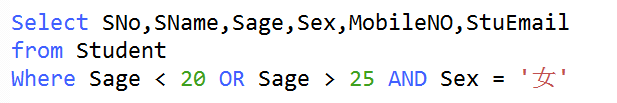 Select SNo,SName,Sage,Sex,MobileNO,StuEmail
from Student
Where Sage < 20 OR Sage > 25 AND Sex = '女'